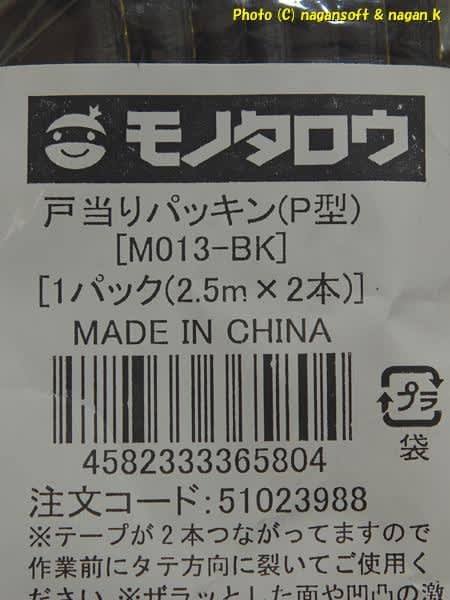 Photo (C) nagansoft & nagan_k
モノタロウ
戸当りパッキン(P型)
[M013-BK]
[1パック(2.5m×2本)]
MADE IN CHINA
プラ
袋
4582333365804
注文コード:51023988
※テープが2本つながってますので
作業前にタテ方向に裂いてご使用く
ださい ※ザラッとした面や凹凸の激